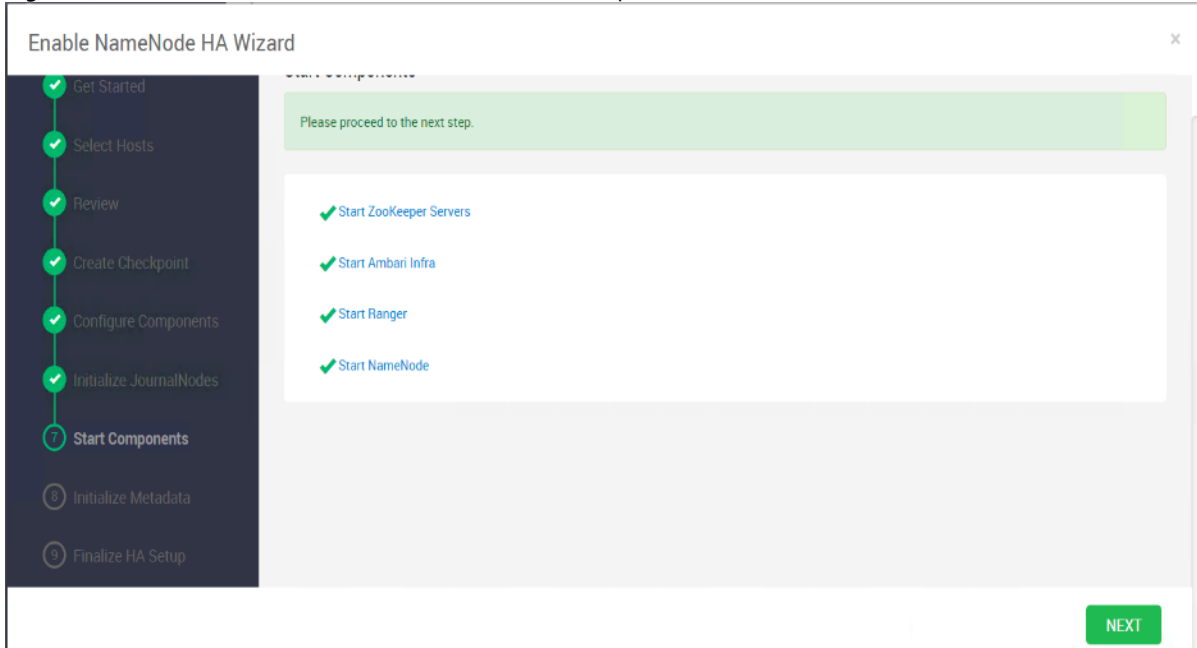 Enable NameNode HA Wizard
×
Get Started
Select Hosts
Review
Create Checkpoint
Configure Components
Initialize JournalNodes
7 Start Components
8 Initialize Metadata
9 Finalize HA Setup
Start Components
Please proceed to the next step.
Start ZooKeeper Servers
Start Ambari Infra
Start Ranger
Start NameNode
NEXT